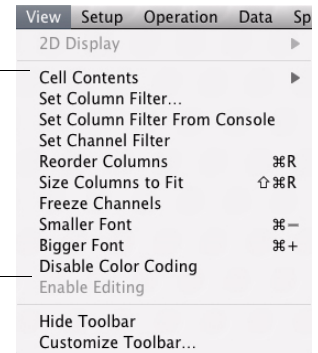 View Setup Operation Data Sp
2D Display ▶
Cell Contents ▶
Set Column Filter...
Set Column Filter From Console
Set Channel Filter
Reorder Columns ⌘R
Size Columns to Fit ⇧⌘R
Freeze Channels
Smaller Font ⌘−
Bigger Font ⌘+
Disable Color Coding
Enable Editing
Hide Toolbar
Customize Toolbar...